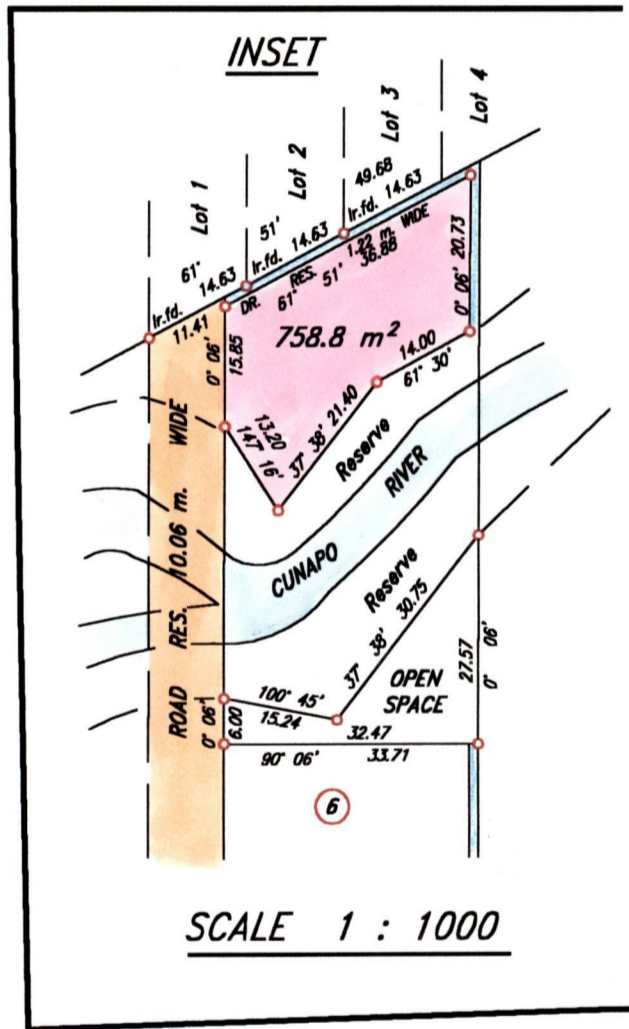 INSET
Lot 1
Lot 2
Lot 3
Lot 4
61°
51'
49.68
Ir.fd.
14.63
Ir.fd.
14.63
Ir.fd.
14.63
11.41
DR. RES. 1.22 m. WIDE
61° 51' 36.88
0° 06'
15.85
758.8 m²
0° 06' 20.73
14.00
61° 30'
13.20
147° 16'
37° 38' 21.40
Reserve
CUNAPO RIVER
Reserve
ROAD RES. 10.06 m. WIDE
37° 38' 30.75
OPEN
SPACE
27.57
0° 06'
100° 45'
15.24
0° 06'
6.00
32.47
90° 06' 33.71
6
SCALE 1 : 1000